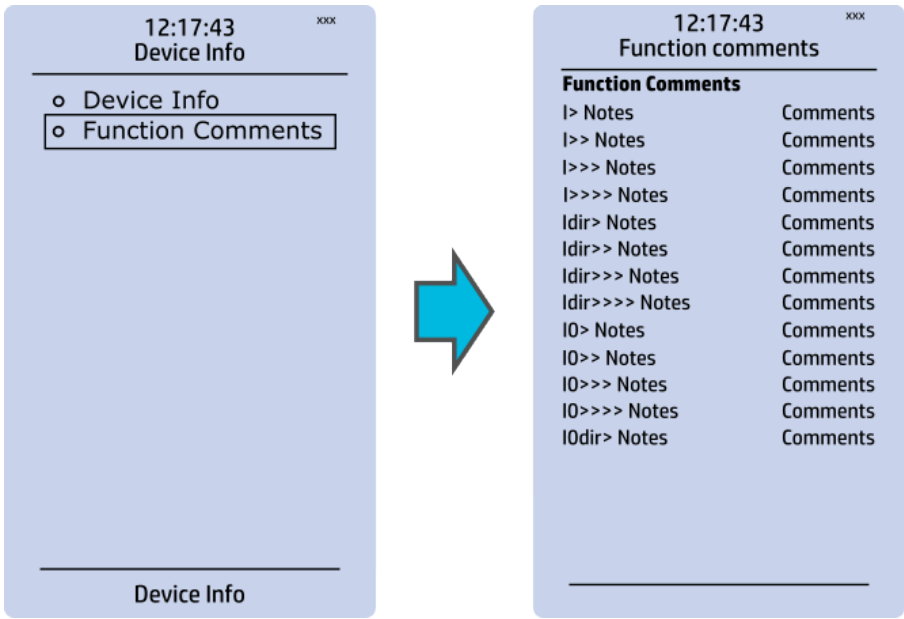 12:17:43 xxx
Device Info
Device Info
Function Comments
Device Info
12:17:43 xxx
Function comments
Function Comments
I> Notes Comments
I>> Notes Comments
I>>> Notes Comments
I>>>> Notes Comments
Idir> Notes Comments
Idir>> Notes Comments
Idir>>> Notes Comments
Idir>>>> Notes Comments
I0> Notes Comments
I0>> Notes Comments
I0>>> Notes Comments
I0>>>> Notes Comments
I0dir> Notes Comments